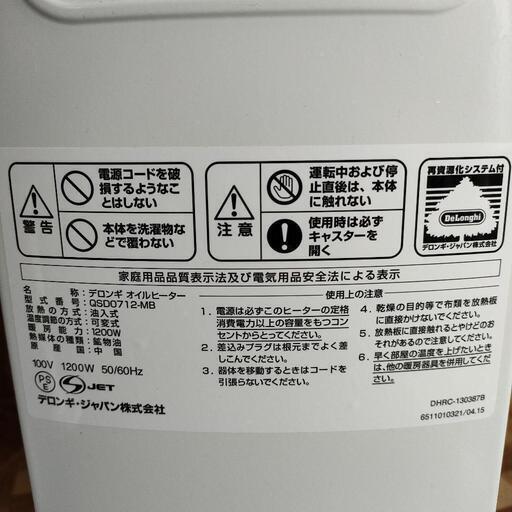 警告
電源コードを破
損するようなこ
とはしない
本体を洗濯物な
どで覆わない
注意
運転中および停
止直後は、本体
に触れない
使用時は必ず
キャスターを
開く
再資源化システム付
DeLonghi
デロンギ・ジャパン株式会社
家庭用品品質表示法及び電気用品安全法による表示
名称：デロンギ オイルヒーター
型式番号：QSD0712-MB
放熱の方式：油入式
温度調節の方式：可変式
暖房能力：1200W
熱媒体の種類：鉱物油
原産国：中国
100V 1200W 50/60Hz
PSE
JET
デロンギ・ジャパン株式会社
使用上の注意
1. 電源は必ずこのヒーターの定格
消費電力以上の容量をもつコン
セントからとってください。
2. 差込みプラグは根元までよく差
しこんでください。
3. 器体を移動するときはコードを
引張らないでください。
4. 乾燥の目的等で布類を放熱板
に直接かけないでください。
5. 放熱板に直接触れるとやけどのお
それがあるので注意してください。
6. 早く部屋の温度を上げたいときな
は、他の暖房器具を併用してください。
DHRC-130387B
6511010321/04.15